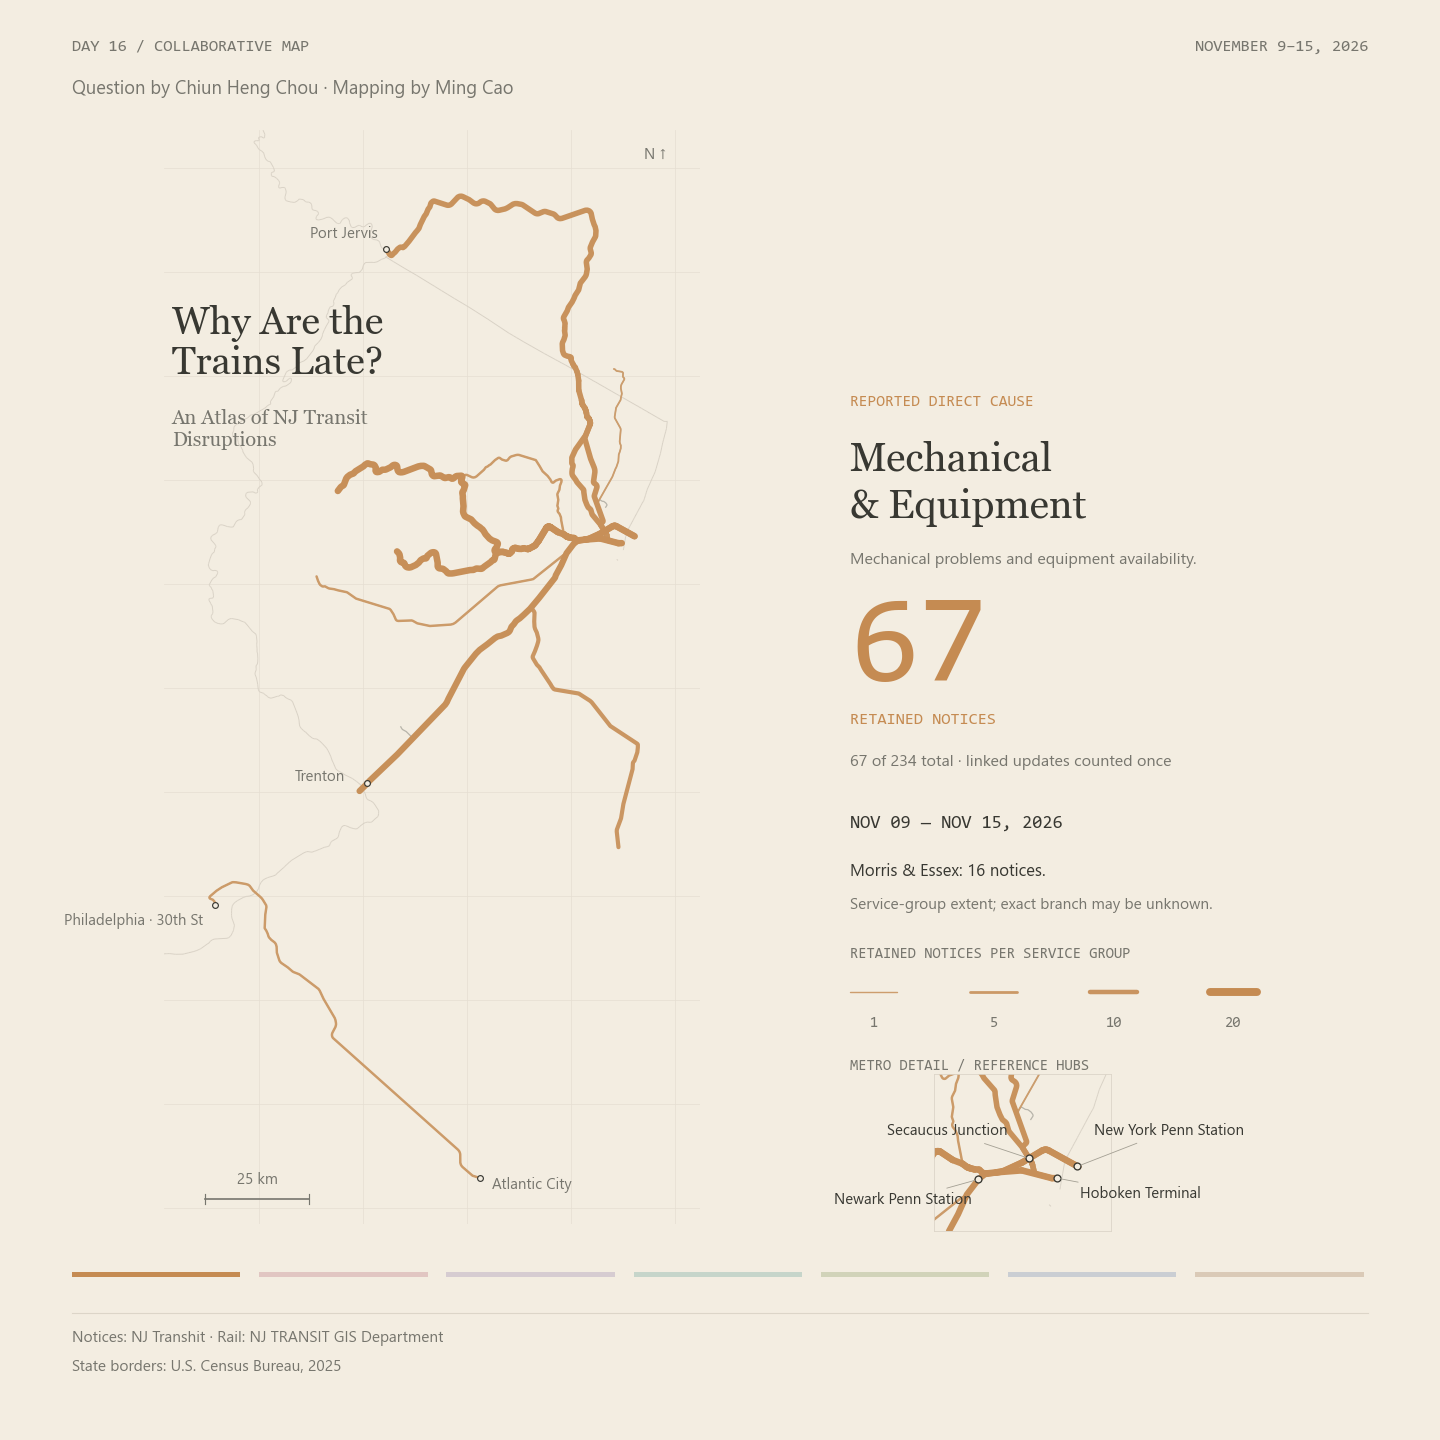 DAY 16 / COLLABORATIVE MAP
NOVEMBER 9–15, 2026
Question by Chiun Heng Chou · Mapping by Ming Cao
N ↑
Port Jervis
Why Are the
Trains Late?
An Atlas of NJ Transit
Disruptions
Trenton
Philadelphia · 30th St
25 km
Atlantic City
REPORTED DIRECT CAUSE
Mechanical
& Equipment
Mechanical problems and equipment availability.
67
RETAINED NOTICES
67 of 234 total · linked updates counted once
NOV 09 — NOV 15, 2026
Morris & Essex: 16 notices.
Service-group extent; exact branch may be unknown.
RETAINED NOTICES PER SERVICE GROUP
1 5 10 20
METRO DETAIL / REFERENCE HUBS
Secaucus Junction
New York Penn Station
Newark Penn Station
Hoboken Terminal
Notices: NJ Transhit · Rail: NJ TRANSIT GIS Department
State borders: U.S. Census Bureau, 2025